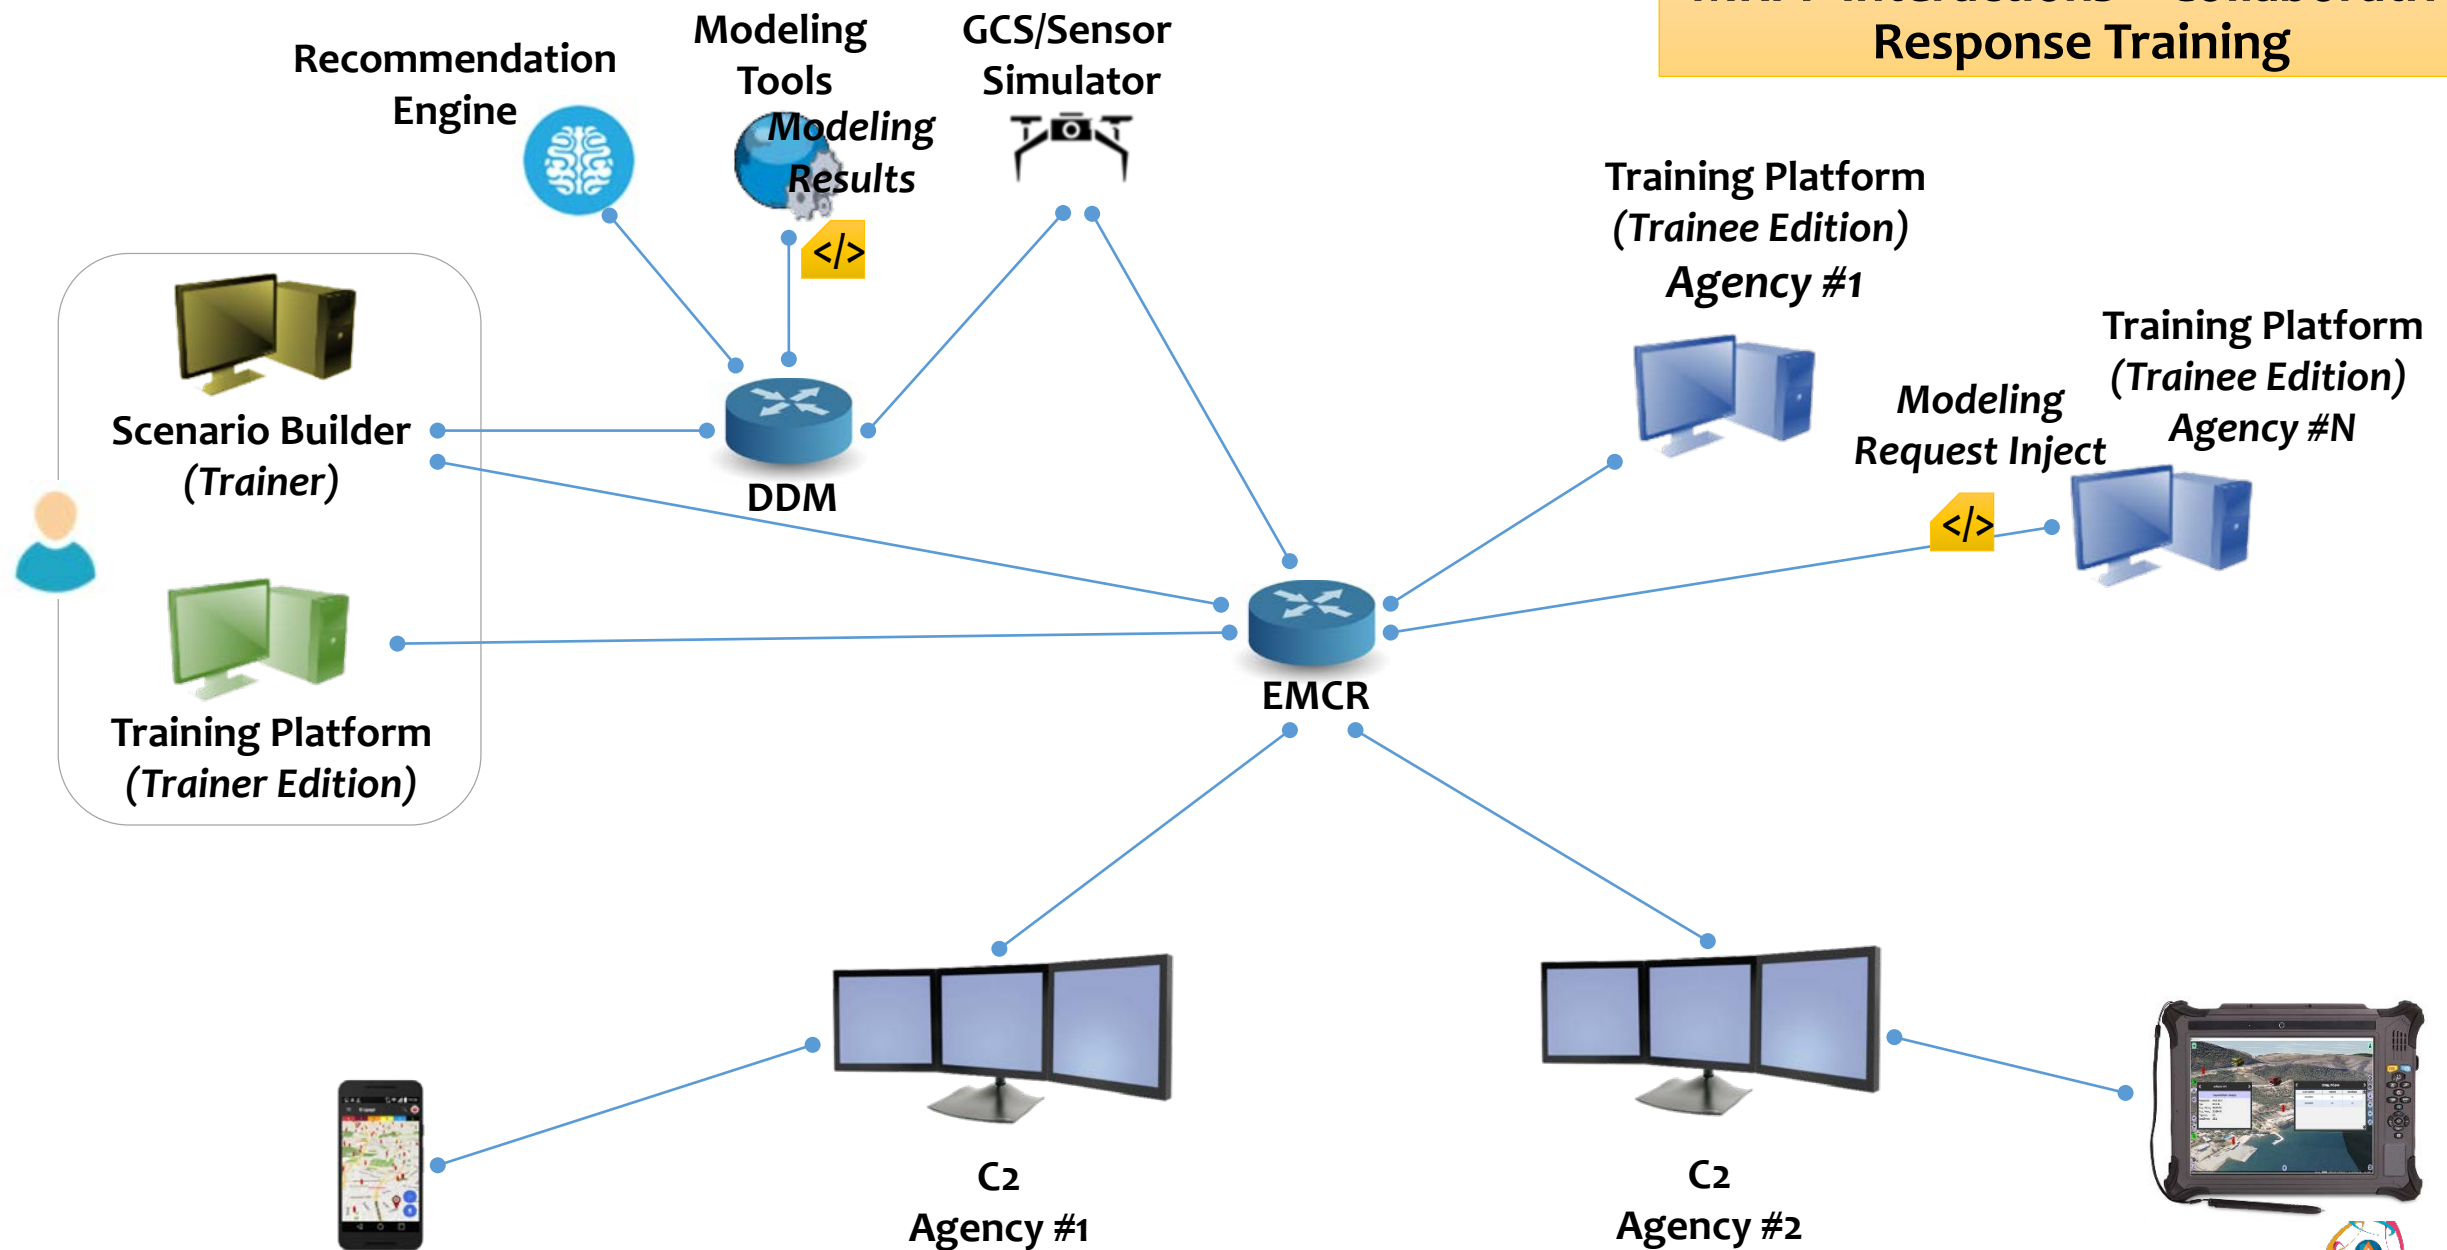 Response Training
Recommendation
Engine
Modeling
Tools
Modeling
Results
</>
GCS/Sensor
Simulator
Training Platform
(Trainee Edition)
Agency #1
Training Platform
(Trainee Edition)
Agency #N
Modeling
Request Inject
</>
Scenario Builder
(Trainer)
DDM
Training Platform
(Trainer Edition)
EMCR
C2
Agency #1
C2
Agency #2